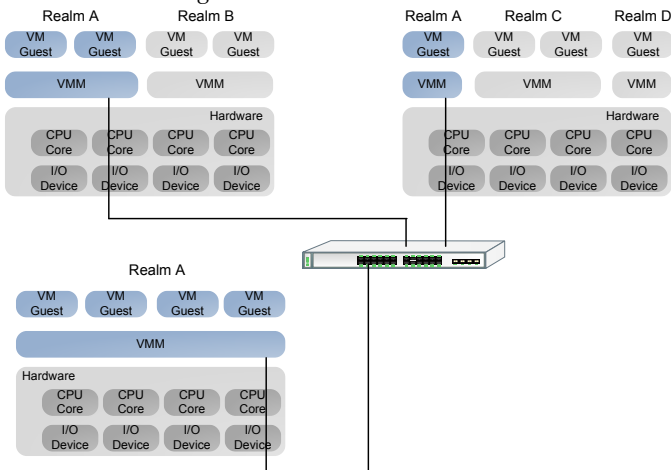 Realm A Realm B Realm A Realm C Realm D
VM Guest VM Guest VM Guest VM Guest VM Guest VM Guest VM Guest VM Guest
VMM VMM VMM VMM VMM
Hardware Hardware
CPU Core CPU Core CPU Core CPU Core CPU Core CPU Core CPU Core CPU Core
I/O Device I/O Device I/O Device I/O Device I/O Device I/O Device I/O Device I/O Device
Realm A
VM Guest VM Guest VM Guest VM Guest
VMM
Hardware
CPU Core CPU Core CPU Core CPU Core
I/O Device I/O Device I/O Device I/O Device